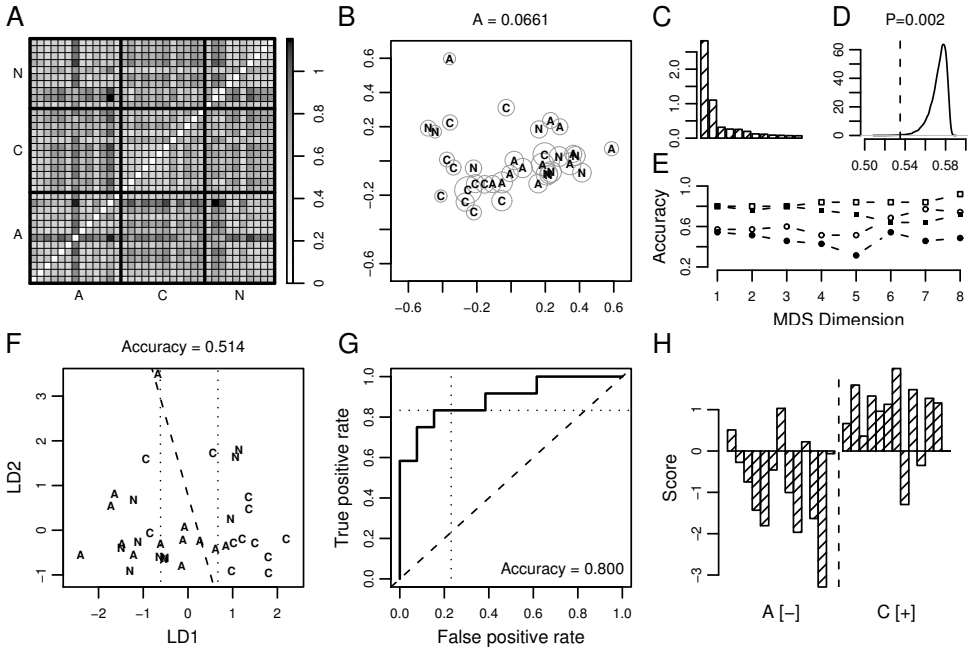 A
N
C
A
A
C
N
0
0.2
0.4
0.6
0.8
1
B
A = 0.0661
0.6
0.2
−0.2
−0.6
−0.6
−0.2
0.2
0.4
0.6
C
2.0
1.0
0.0
D
P=0.002
60
40
20
0
0.50
0.54
0.58
E
Accuracy
1.0
0.6
0.2
1
2
3
4
5
6
7
8
MDS Dimension
F
Accuracy = 0.514
LD2
3
2
1
0
−1
−2
−1
0
1
2
LD1
G
True positive rate
1.0
0.8
0.6
0.4
0.2
0.0
Accuracy = 0.800
0.0
0.2
0.4
0.6
0.8
1.0
False positive rate
H
Score
1
0
−1
−2
−3
A [−]
C [+]